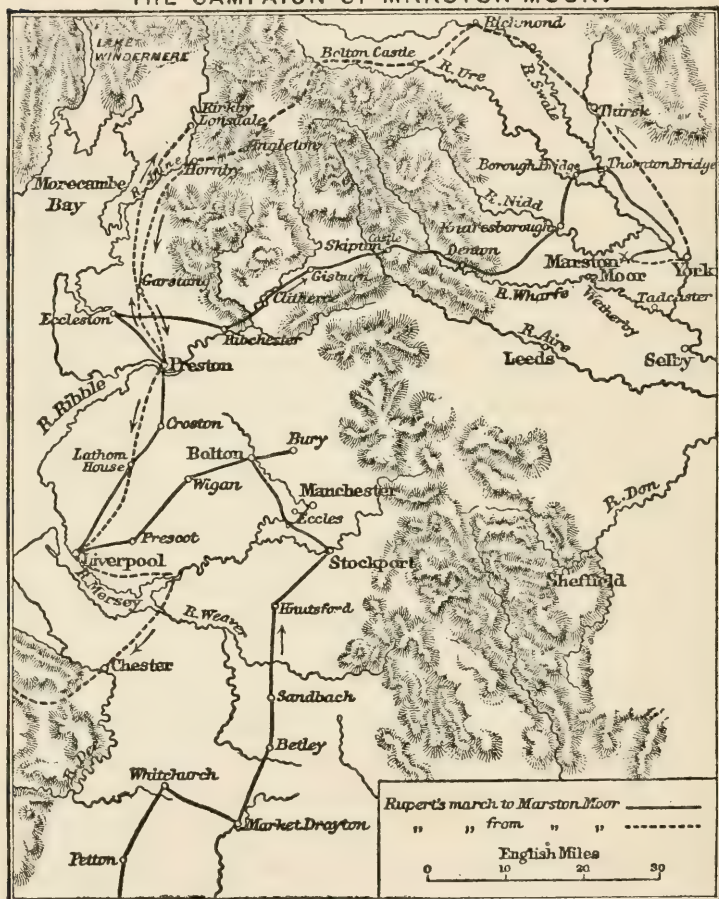 THE CAMPAIGN OF MARSTON MOOR.
Richmond
LAKE
WINDERMERE
Bolton Castle
R. Ure
R. Swale
Kirkby
Lonsdale
Thirsk
Ingleton
R. Lune
Hornby
Borough Bridge
Thornton Bridge
Morecambe
Bay
R. Nidd
Knaresborough
Skipton
Castle
Denton
Marston
Moor
York
Garstang
Gisburn
Clithero
R. Wharfe
Wetherby
Tadcaster
Eccleston
Ribchester
R. Aire
Leeds
Selby
Preston
R. Ribble
Croston
Lathom
House
Bolton
Bury
Wigan
Manchester
R. Don
Eccles
Prescot
Liverpool
Stockport
Sheffield
R. Mersey
R. Weaver
Knutsford
Chester
Sandbach
R. Dee
Betley
Whitchurch
Market Drayton
Petton
Rupert's march to Marston Moor
" " from " "
English Miles
0 10 20 30